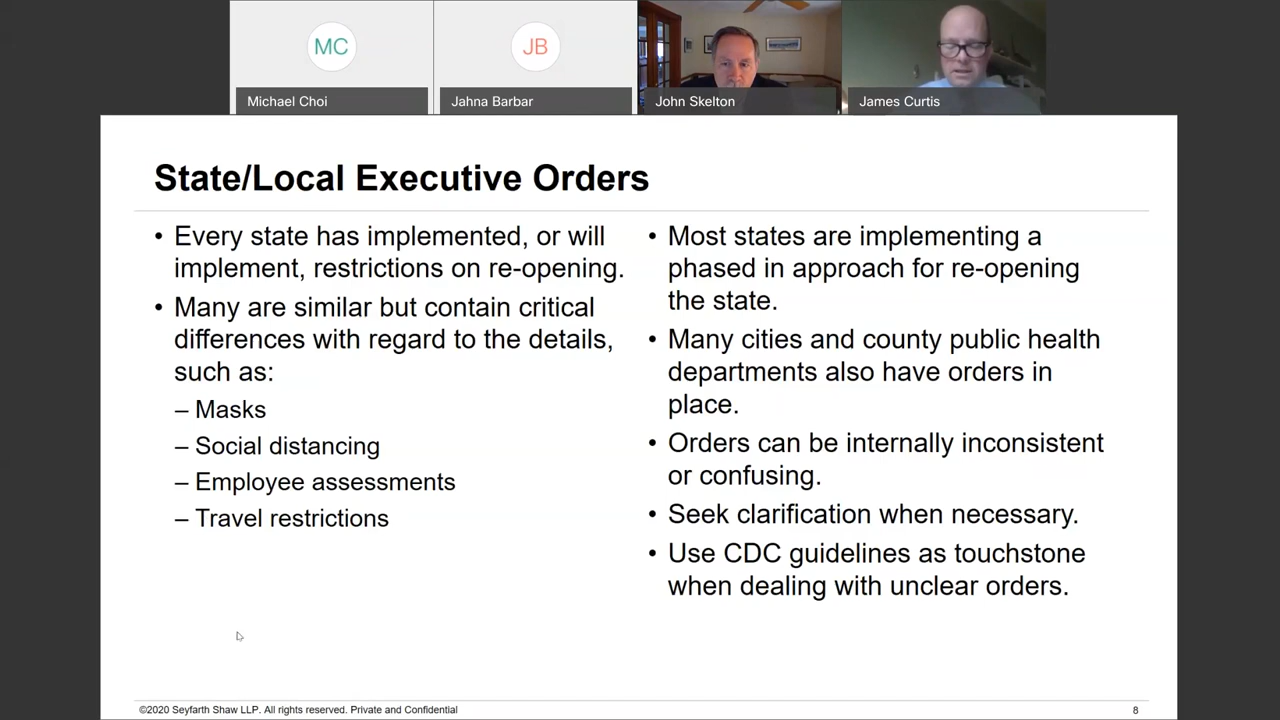 MC
JB
Michael Choi
Jahna Barbar
John Skelton
James Curtis
State/Local Executive Orders
• Every state has implemented, or will
implement, restrictions on re-opening.
• Many are similar but contain critical
differences with regard to the details,
such as:
– Masks
– Social distancing
– Employee assessments
– Travel restrictions
• Most states are implementing a
phased in approach for re-opening
the state.
• Many cities and county public health
departments also have orders in
place.
• Orders can be internally inconsistent
or confusing.
• Seek clarification when necessary.
• Use CDC guidelines as touchstone
when dealing with unclear orders.
©2020 Seyfarth Shaw LLP. All rights reserved. Private and Confidential
8